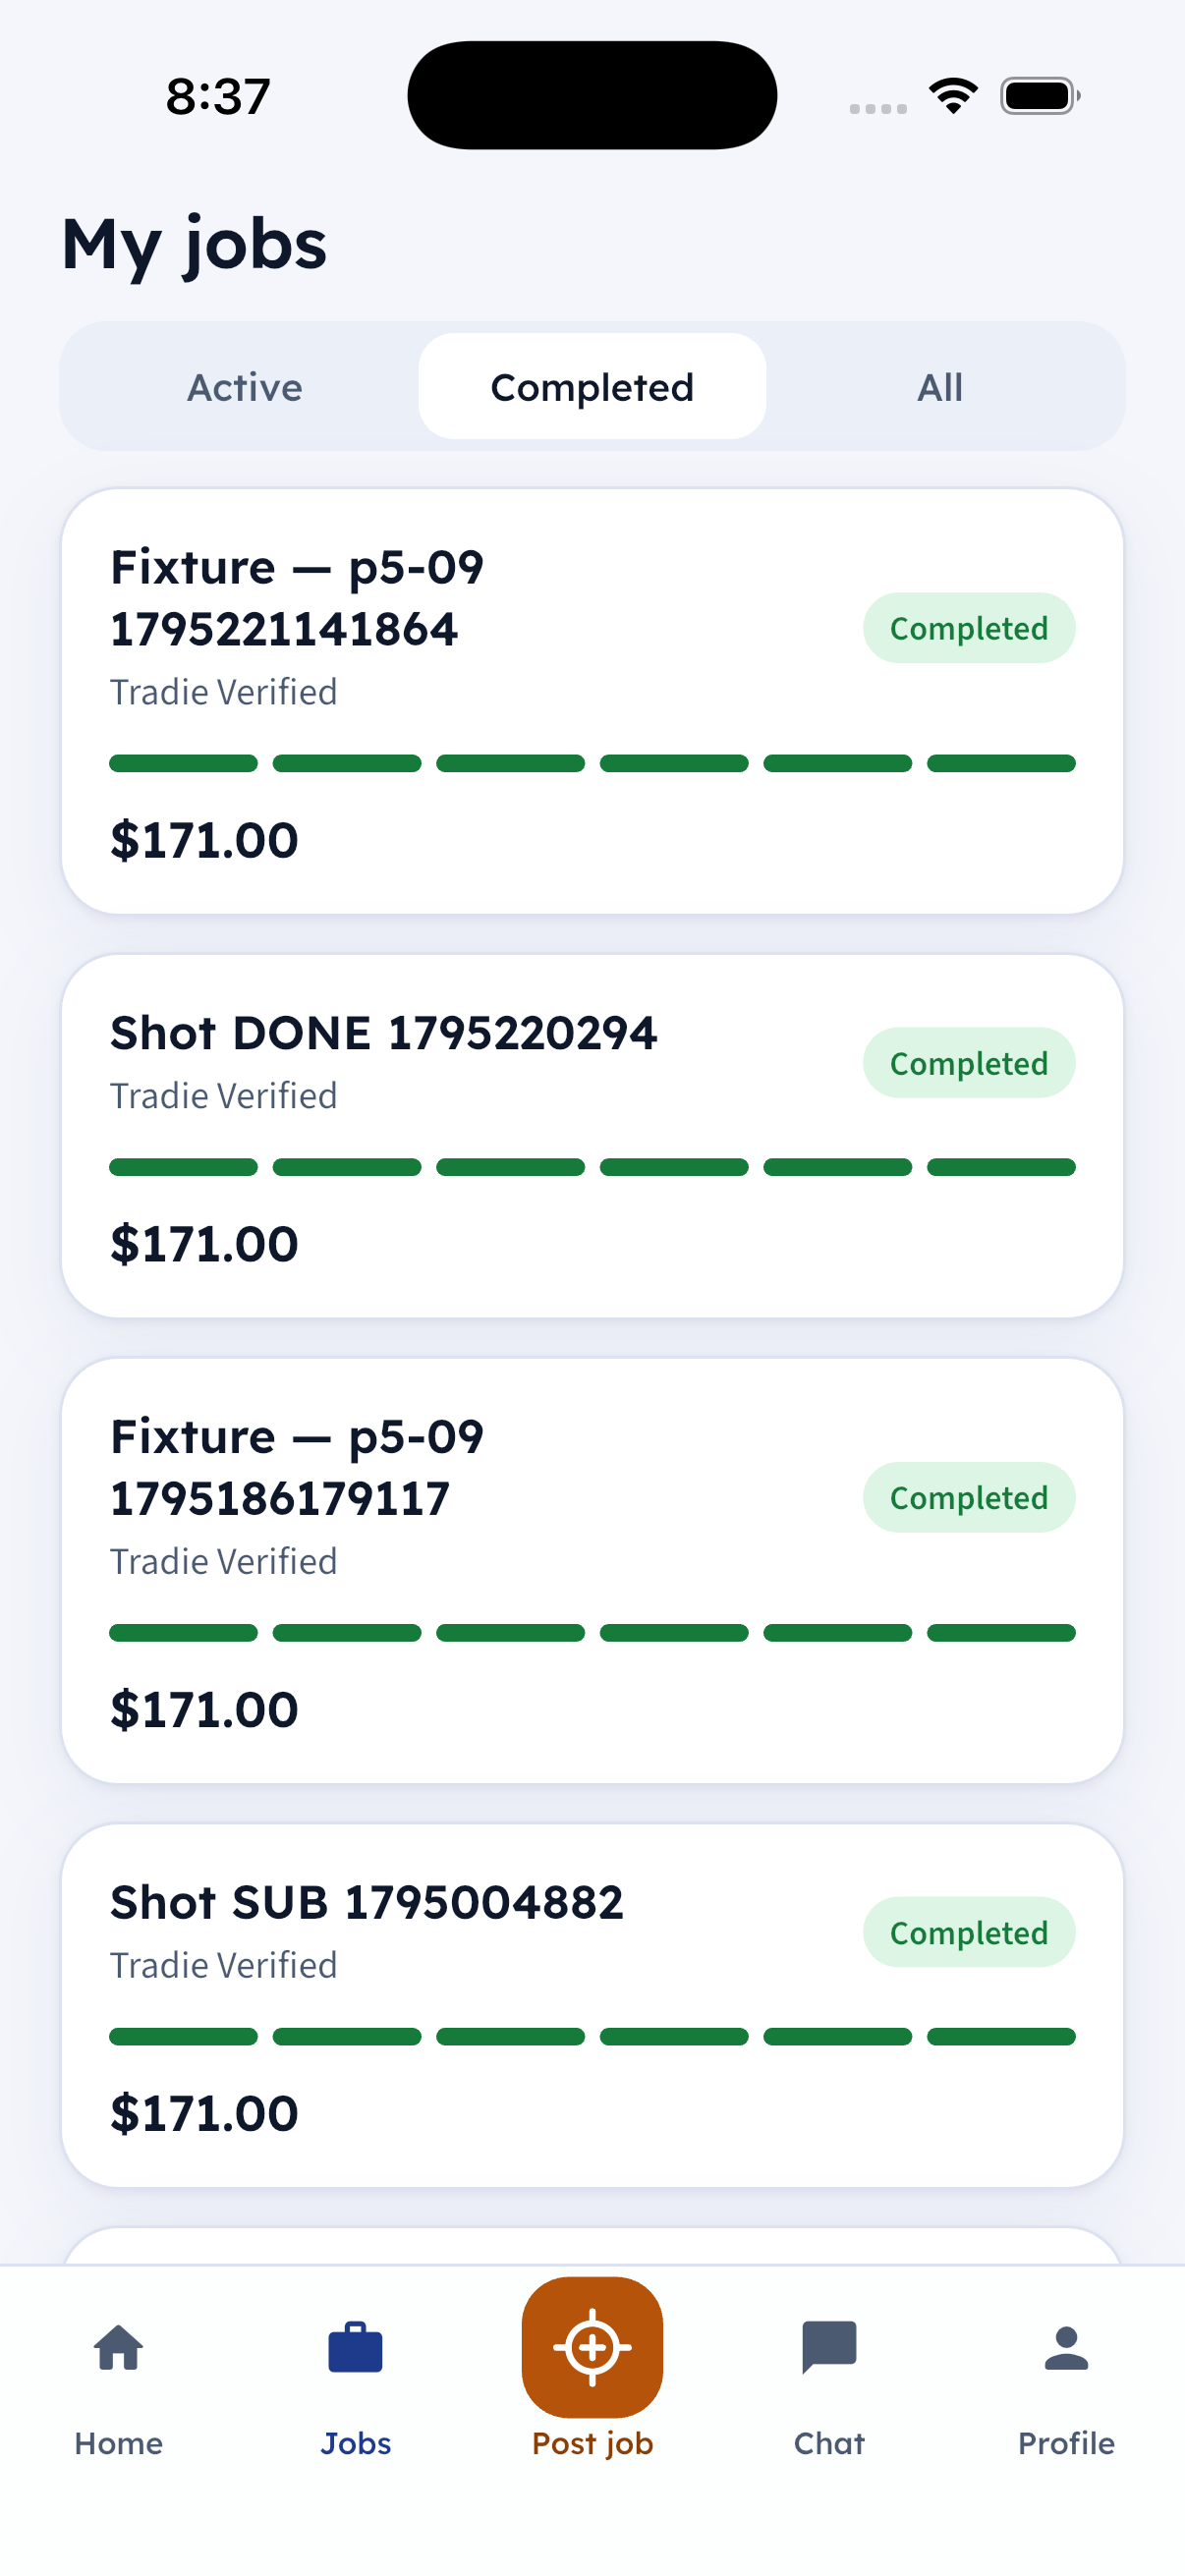 8:37
My jobs
Active Completed All
Fixture — p5-09
1795221141864
Completed
Tradie Verified
$171.00
Shot DONE 1795220294
Completed
Tradie Verified
$171.00
Fixture — p5-09
1795186179117
Completed
Tradie Verified
$171.00
Shot SUB 1795004882
Completed
Tradie Verified
$171.00
Home Jobs Post job Chat Profile